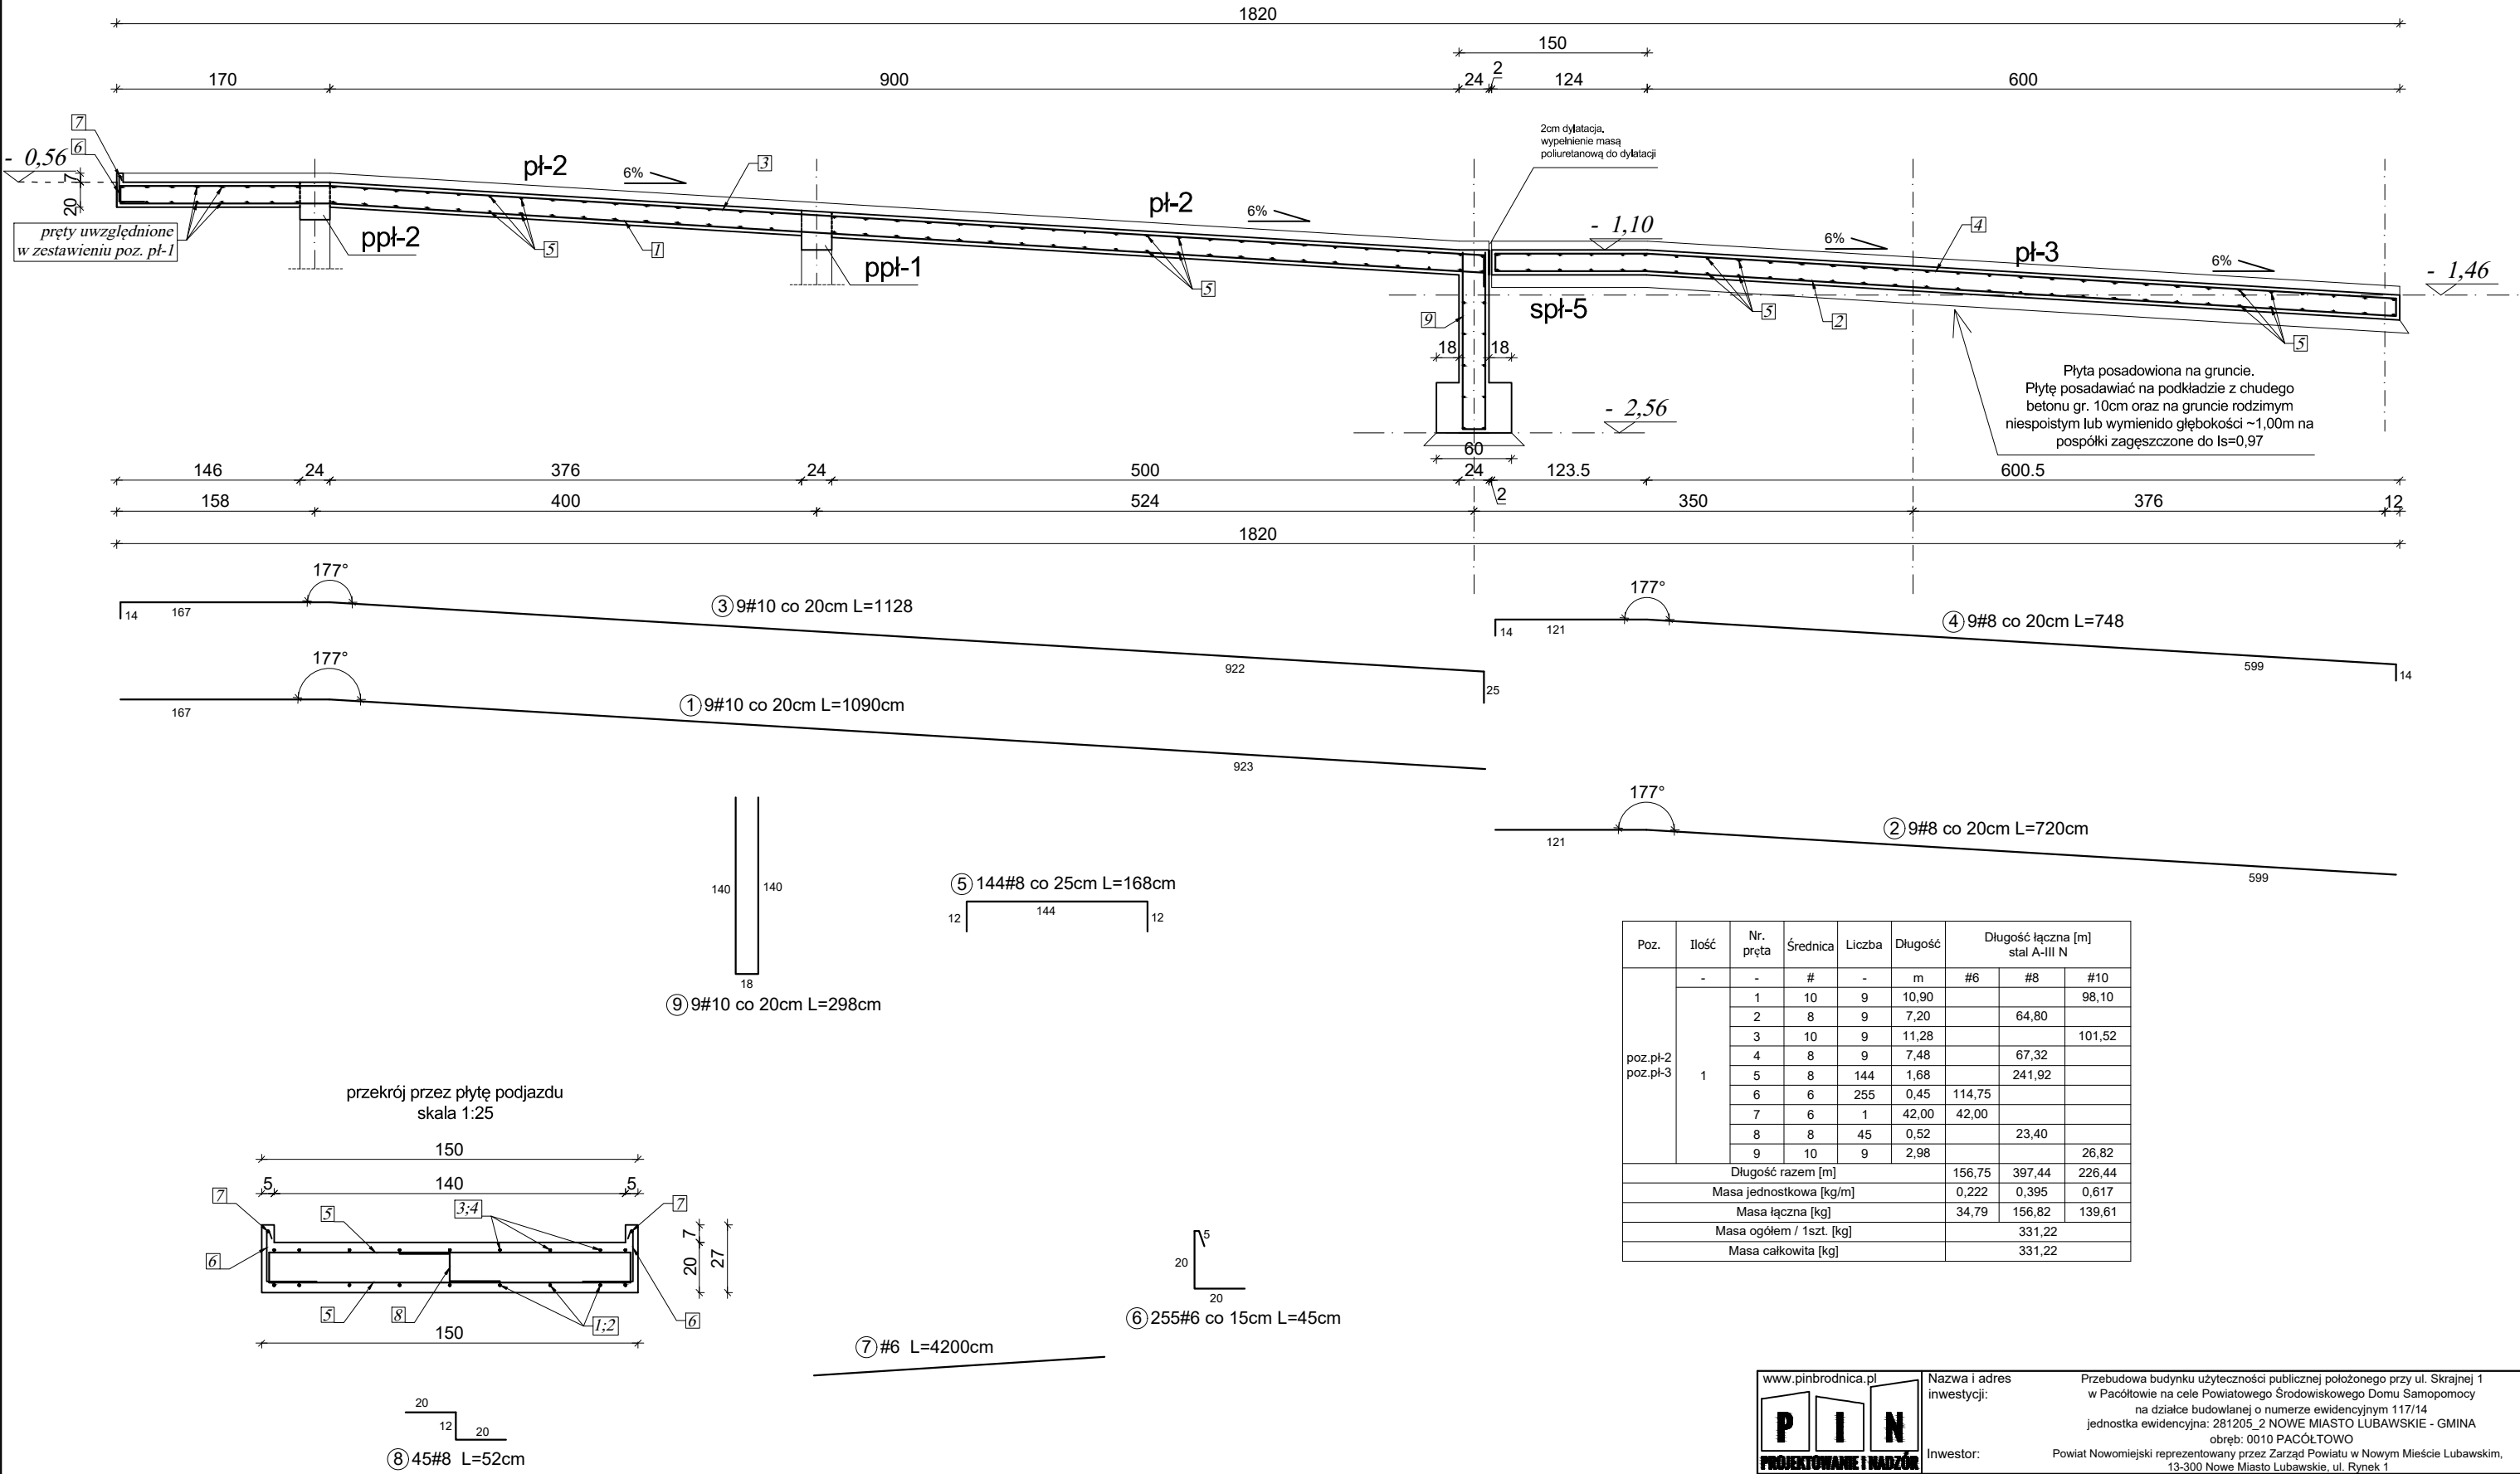 1820
150
170 900 24 2 124 600
7
6
- 0,56
7
20
pręty uwzględnione
w zestawieniu poz. pł-1
pł-2
6%
3
ppł-2
5
1
ppł-1
pł-2
6%
5
2cm dylatacja,
wypełnienie masą
poliuretanową do dylatacji
- 1,10
6%
4
pł-3
6%
- 1,46
spł-5
9
5
2
5
18 18
- 2,56
60
Płyta posadowiona na gruncie.
Płytę posadawiać na podkładzie z chudego
betonu gr. 10cm oraz na gruncie rodzimym
niespoistym lub wymienido głębokości ~1,00m na
pospółki zagęszczone do Is=0,97
146 24 376 24 500 24 2 123.5 600.5
158 400 524 350 376 12
1820
177°
14 167
3 9#10 co 20cm L=1128
922
25
177°
14 121
4 9#8 co 20cm L=748
599
14
177°
167
1 9#10 co 20cm L=1090cm
923
177°
121
2 9#8 co 20cm L=720cm
599
140 140
18
9 9#10 co 20cm L=298cm
5 144#8 co 25cm L=168cm
12 144 12
Poz. Ilość Nr. pręta Średnica Liczba Długość Długość łączna [m]
stal A-III N
- - # - m #6 #8 #10
poz.pł-2
poz.pł-3
1
1 10 9 10,90 98,10
2 8 9 7,20 64,80
3 10 9 11,28 101,52
4 8 9 7,48 67,32
5 8 144 1,68 241,92
6 6 255 0,45 114,75
7 6 1 42,00 42,00
8 8 45 0,52 23,40
9 10 9 2,98 26,82
Długość razem [m] 156,75 397,44 226,44
Masa jednostkowa [kg/m] 0,222 0,395 0,617
Masa łączna [kg] 34,79 156,82 139,61
Masa ogółem / 1szt. [kg] 331,22
Masa całkowita [kg] 331,22
przekrój przez płytę podjazdu
skala 1:25
150
5 140 5
7 5 3;4 7
6
7
20
27
5 8 1;2 6
150
5
20
20
6 255#6 co 15cm L=45cm
7 #6 L=4200cm
20
12
20
8 45#8 L=52cm
www.pinbrodnica.pl
P I N
PROJEKTOWANIE I NADZÓR
Nazwa i adres
inwestycji:
Przebudowa budynku użyteczności publicznej położonego przy ul. Skrajnej 1
w Pacółtowie na cele Powiatowego Środowiskowego Domu Samopomocy
na działce budowlanej o numerze ewidencyjnym 117/14
jednostka ewidencyjna: 281205_2 NOWE MIASTO LUBAWSKIE - GMINA
obręb: 0010 PACÓŁTOWO
Inwestor:
Powiat Nowomiejski reprezentowany przez Zarząd Powiatu w Nowym Mieście Lubawskim,
13-300 Nowe Miasto Lubawskie, ul. Rynek 1